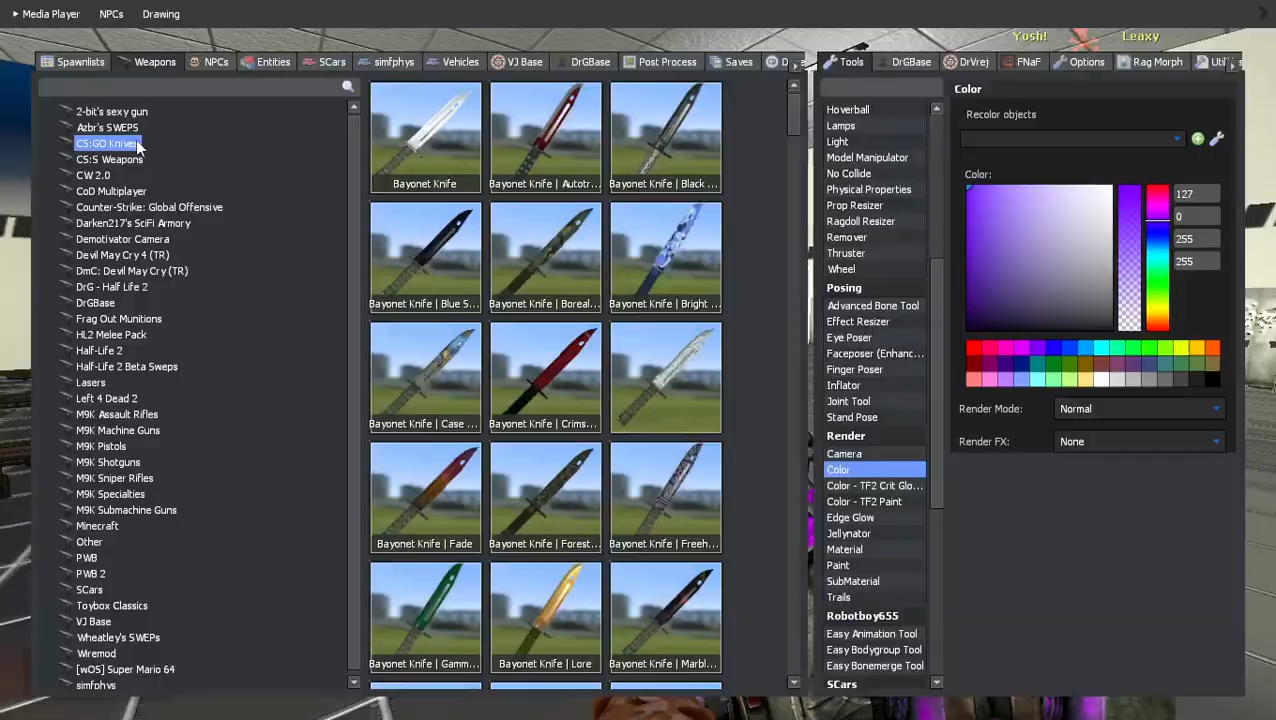 Media Player NPCs Drawing
Yosh! Leaxy
Spawnlists Weapons NPCs Entities SCars simfphys Vehicles VJ Base DrGBase Post Process Saves D
Tools DrGBase DrVrej FNaF Options Rag Morph Uti s
2-bit's sexy gun
Azbr's SWEPS
CS:GO Knives
CS:S Weapons
CW 2.0
CoD Multiplayer
Counter-Strike: Global Offensive
Darken217's SciFi Armory
Demotivator Camera
Devil May Cry 4 (TR)
DmC: Devil May Cry (TR)
DrG - Half Life 2
DrGBase
Frag Out Munitions
HL2 Melee Pack
Half-Life 2
Half-Life 2 Beta Sweps
Lasers
Left 4 Dead 2
M9K Assault Rifles
M9K Machine Guns
M9K Pistols
M9K Shotguns
M9K Sniper Rifles
M9K Specialties
M9K Submachine Guns
Minecraft
Other
PWB
PWB 2
SCars
Toybox Classics
VJ Base
Wheatley's SWEPs
Wiremod
[wOS] Super Mario 64
simfphys
Bayonet Knife
Bayonet Knife | Autotr...
Bayonet Knife | Black ...
Bayonet Knife | Blue S...
Bayonet Knife | Boreal...
Bayonet Knife | Bright ...
Bayonet Knife | Case ...
Bayonet Knife | Crims...
Bayonet Knife | Fade
Bayonet Knife | Forest...
Bayonet Knife | Freeh...
Bayonet Knife | Gamm...
Bayonet Knife | Lore
Bayonet Knife | Marbl...
Hoverball
Lamps
Light
Model Manipulator
No Collide
Physical Properties
Prop Resizer
Ragdoll Resizer
Remover
Thruster
Wheel
Posing
Advanced Bone Tool
Effect Resizer
Eye Poser
Faceposer (Enhanc...
Finger Poser
Inflator
Joint Tool
Stand Pose
Render
Camera
Color
Color - TF2 Crit Glo...
Color - TF2 Paint
Edge Glow
Jellynator
Material
Paint
SubMaterial
Trails
Robotboy655
Easy Animation Tool
Easy Bodygroup Tool
Easy Bonemerge Tool
SCars
Color
Recolor objects
Color:
127
0
255
255
Render Mode: Normal
Render FX: None